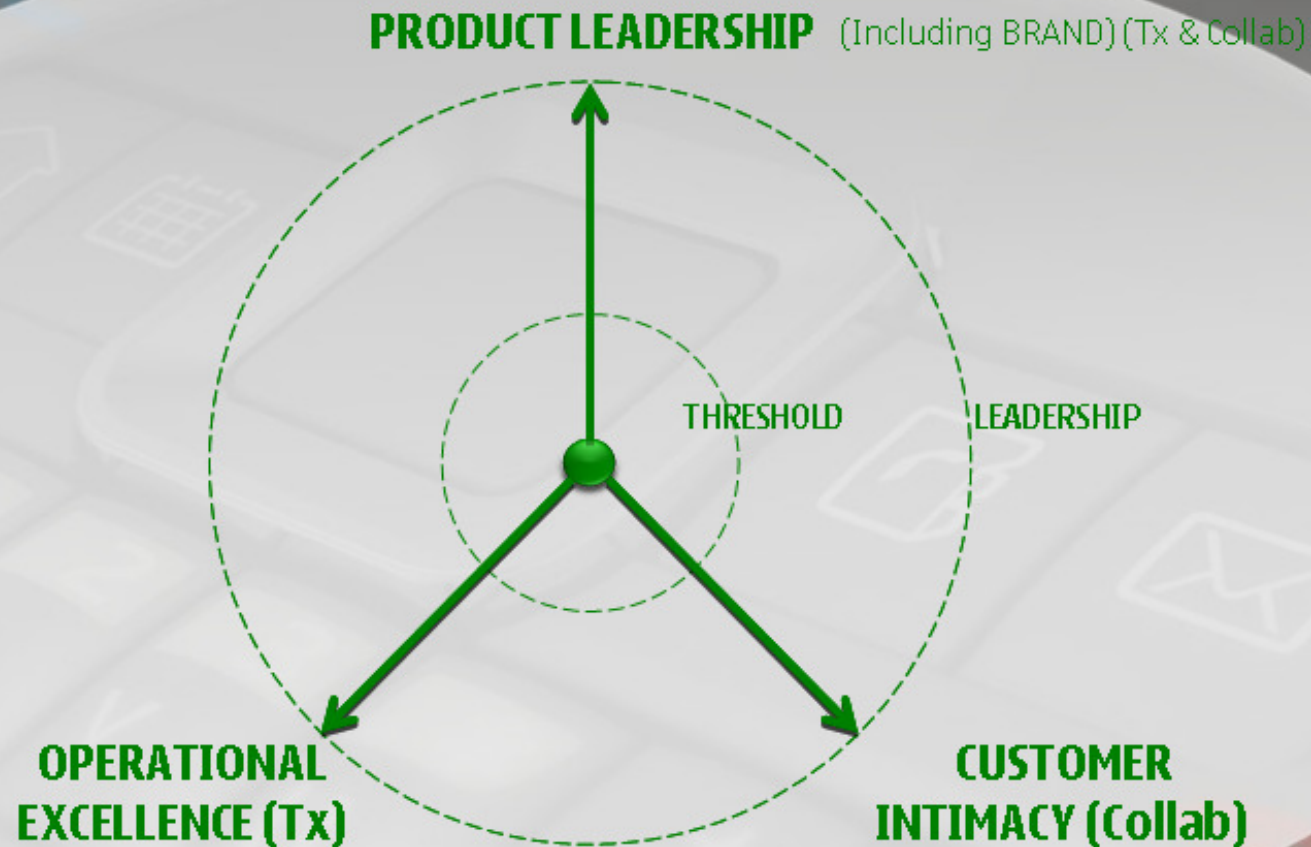 PRODUCT LEADERSHIP (Including BRAND) (Tx & Collab)
THRESHOLD
LEADERSHIP
OPERATIONAL
EXCELLENCE (Tx)
CUSTOMER
INTIMACY (Collab)